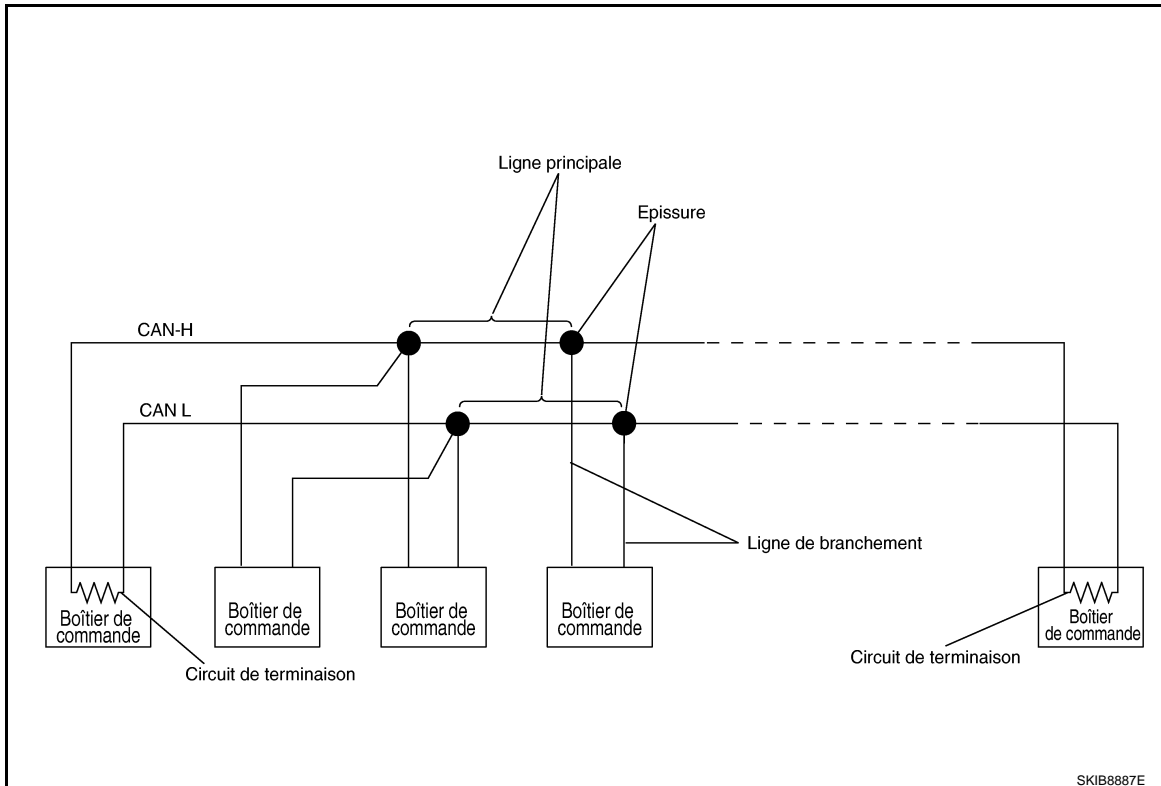 Ligne principale
Epissure
CAN-H
CAN L
Ligne de branchement
Boîtier de
commande
Boîtier de
commande
Boîtier de
commande
Boîtier de
commande
Boîtier
de commande
Circuit de terminaison
Circuit de terminaison
SKIB8887E